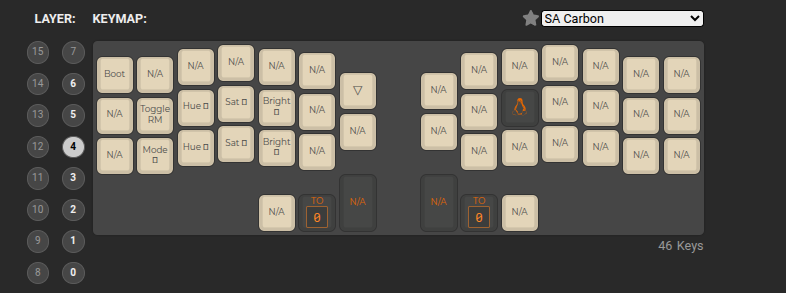 LAYER: KEYMAP: SA Carbon
15 7
14 6
13 5
12 4
11 3
10 2
9 1
8 0
Boot N/A N/A N/A N/A N/A ▽
N/A Toggle RM Hue Sat Bright N/A N/A
N/A Mode Hue Sat Bright N/A
N/A TO 0 N/A
N/A N/A N/A N/A N/A N/A N/A
N/A N/A N/A N/A N/A N/A
N/A N/A N/A N/A N/A N/A
N/A TO 0 N/A
46 Keys